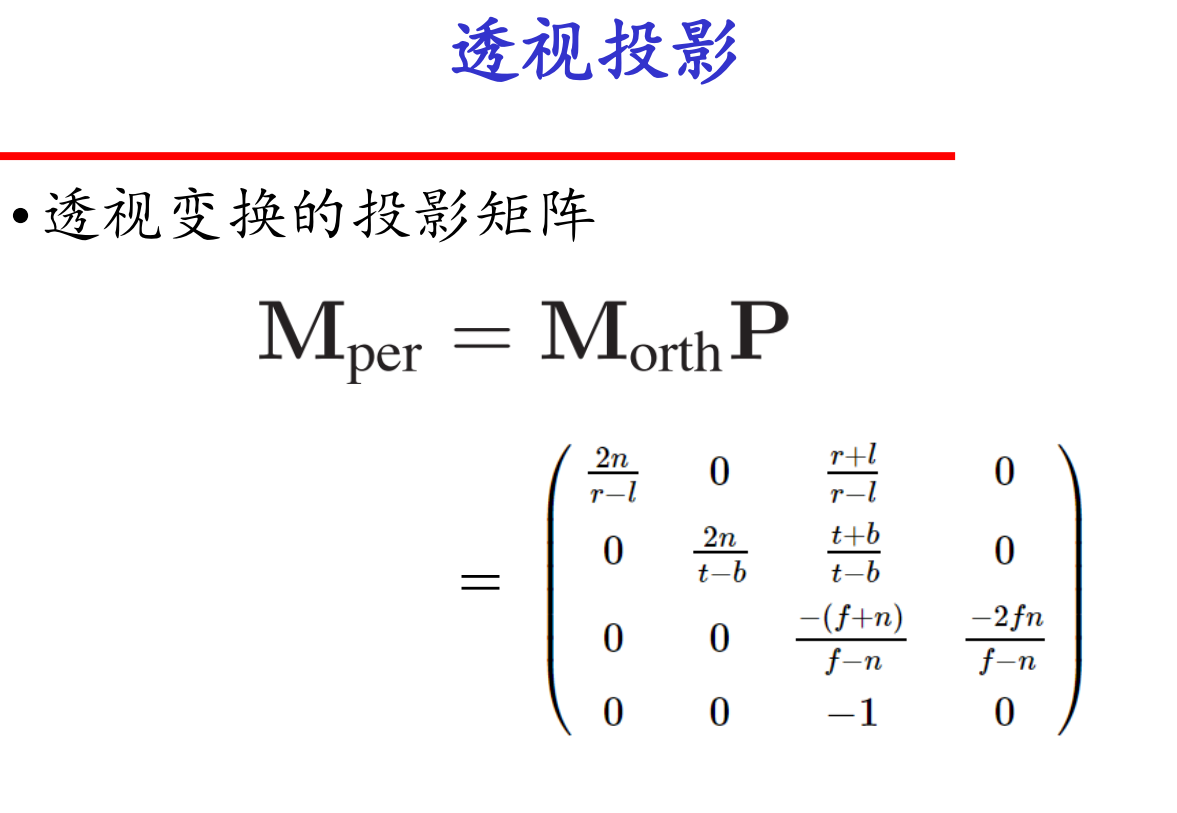 透视投影
• 透视变换的投影矩阵
M_per = M_orth P
= ( 2n/(r−l) 0 (r+l)/(r−l) 0
0 2n/(t−b) (t+b)/(t−b) 0
0 0 −(f+n)/(f−n) −2fn/(f−n)
0 0 −1 0 )